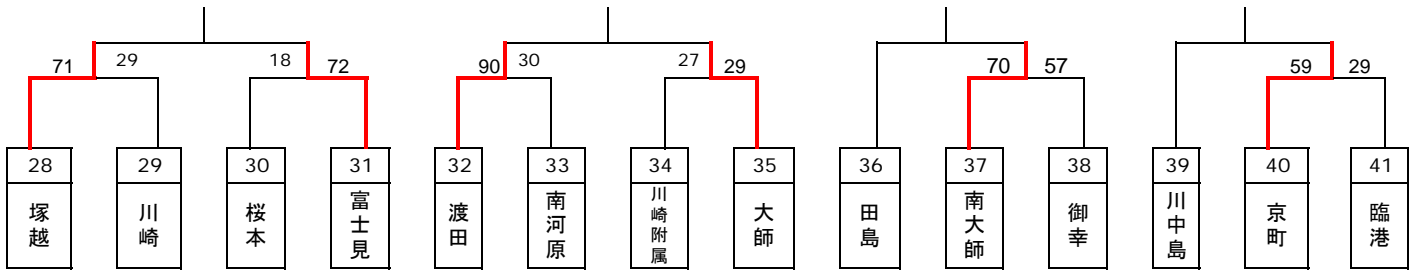 71 29 18 72 90 30 27 29 70 57 59 29
28 29 30 31 32 33 34 35 36 37 38 39 40 41
塚越
川崎
桜本
富士見
渡田
南河原
川崎附属
大師
田島
南大師
御幸
川中島
京町
臨港